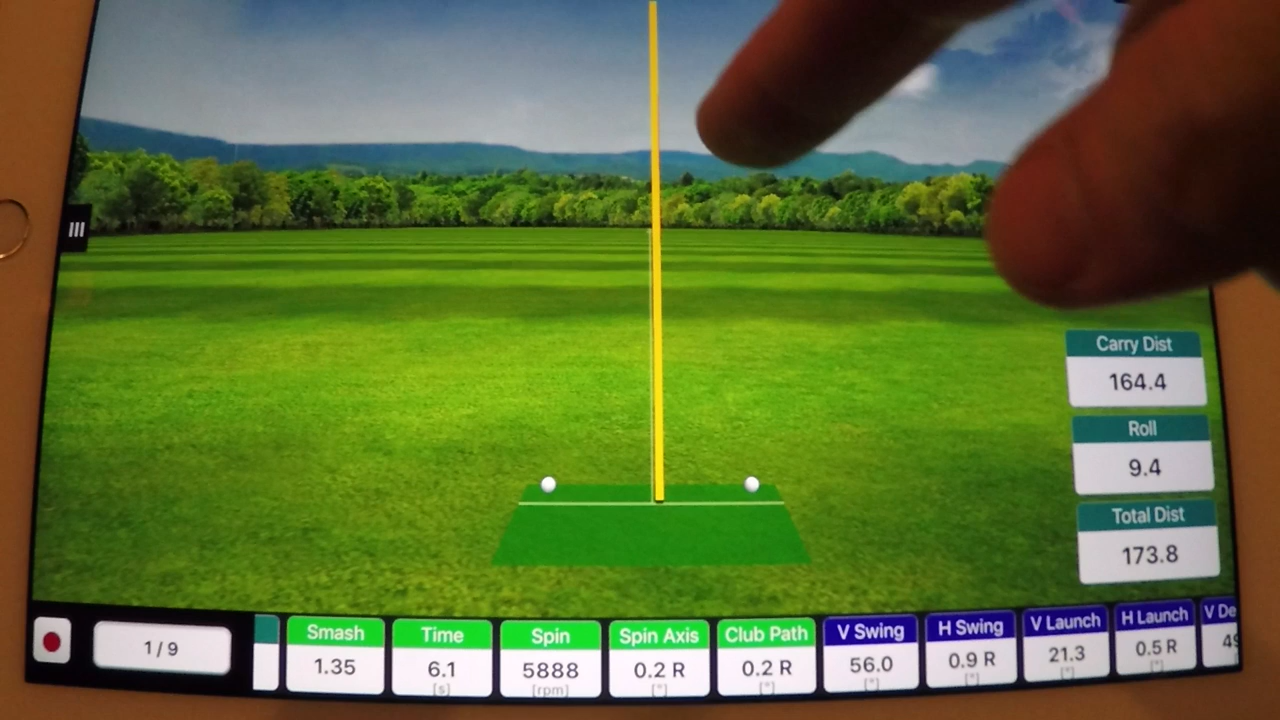 Carry Dist
164.4
Roll
9.4
Total Dist
173.8
1/9
Smash
1.35
Time
6.1
[s]
Spin
5888
[rpm]
Spin Axis
0.2 R
[°]
Club Path
0.2 R
[°]
V Swing
56.0
[°]
H Swing
0.9 R
[°]
V Launch
21.3
[°]
H Launch
0.5 R
[°]
V De